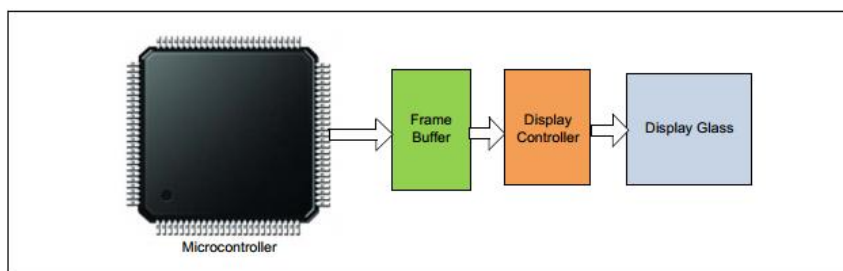 Frame
Buffer
Display
Controller
Display Glass
Microcontroller